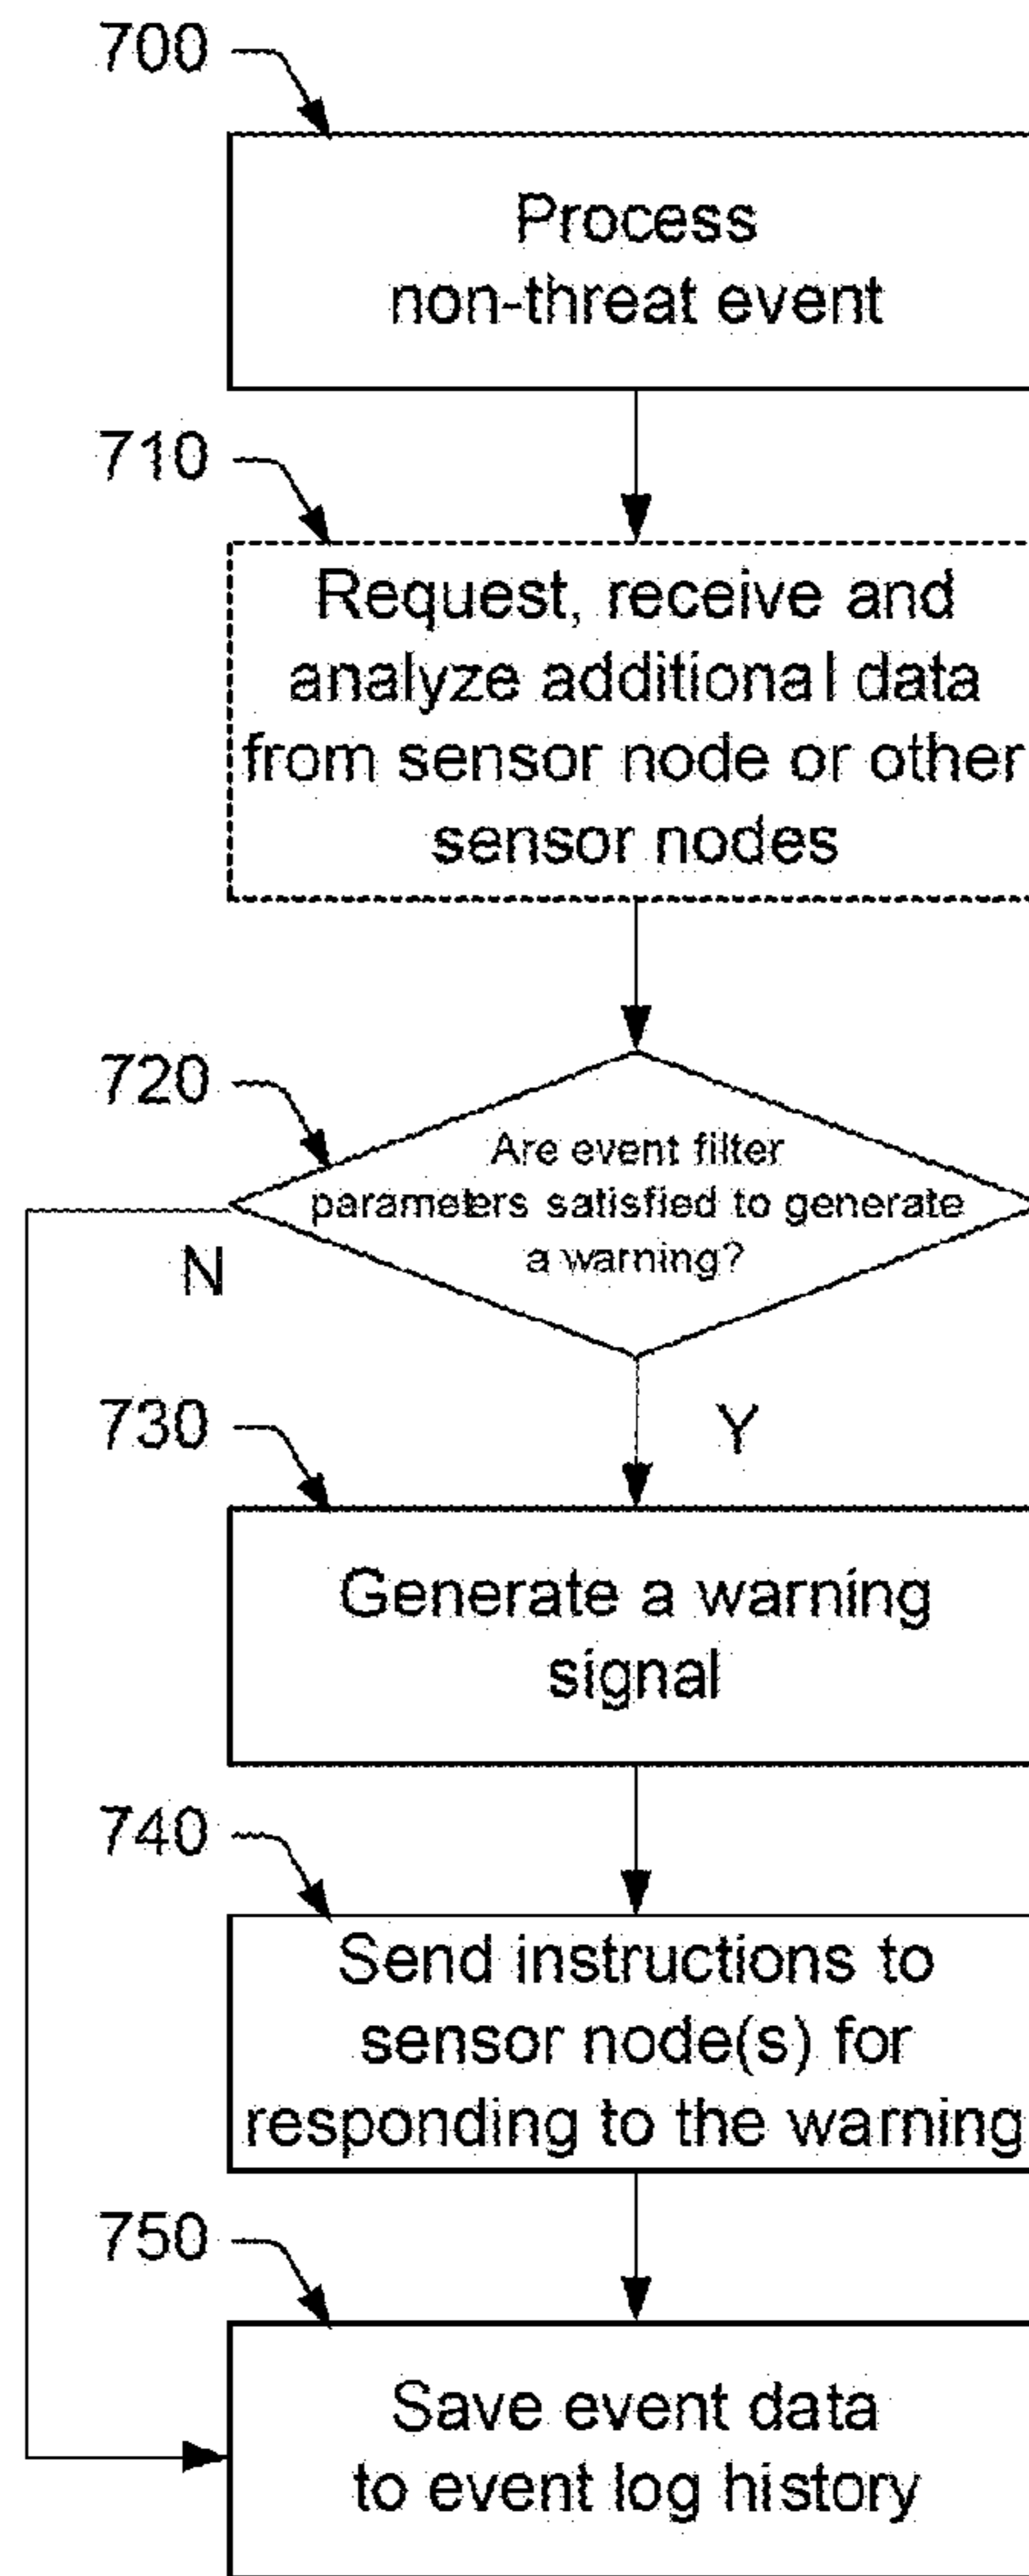 700
Process
non-threat event
710
Request, receive and
analyze additional data
from sensor node or other
sensor nodes
720
Are event filter
parameters satisfied to generate
a warning?
N
Y
730
Generate a warning
signal
740
Send instructions to
sensor node(s) for
responding to the warning
750
Save event data
to event log history